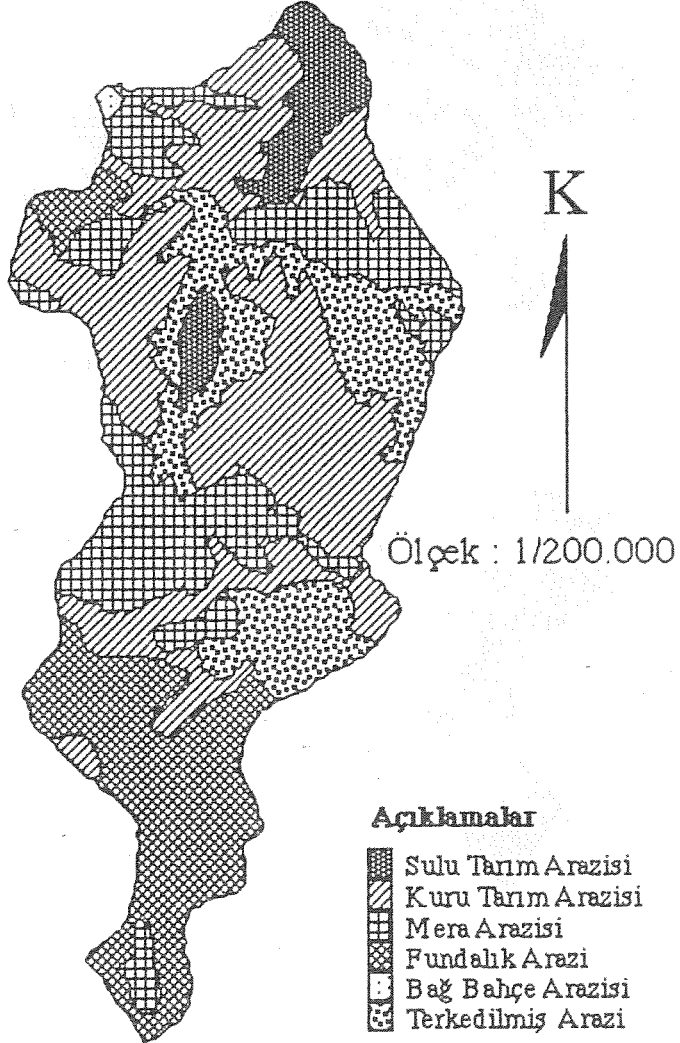 K
Ölçek : 1/200.000
Açıklamalar
Sulu Tarım Arazisi
Kuru Tarım Arazisi
Mera Arazisi
Fundalık Arazi
Bağ Bahçe Arazisi
Terkedilmiş Arazi